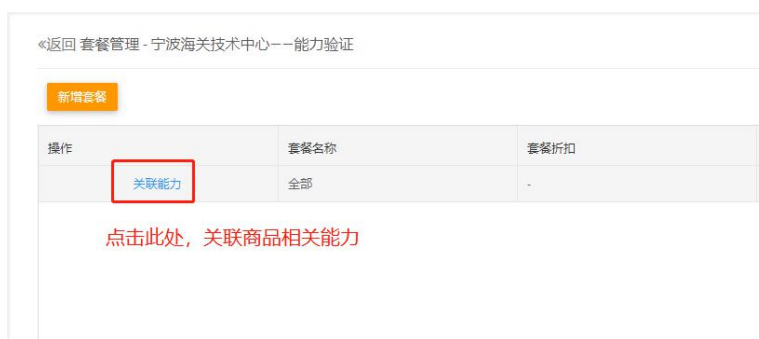 «返回 套餐管理 - 宁波海关技术中心——能力验证
新增套餐
操作 套餐名称 套餐折扣
关联能力 全部 -
点击此处，关联商品相关能力